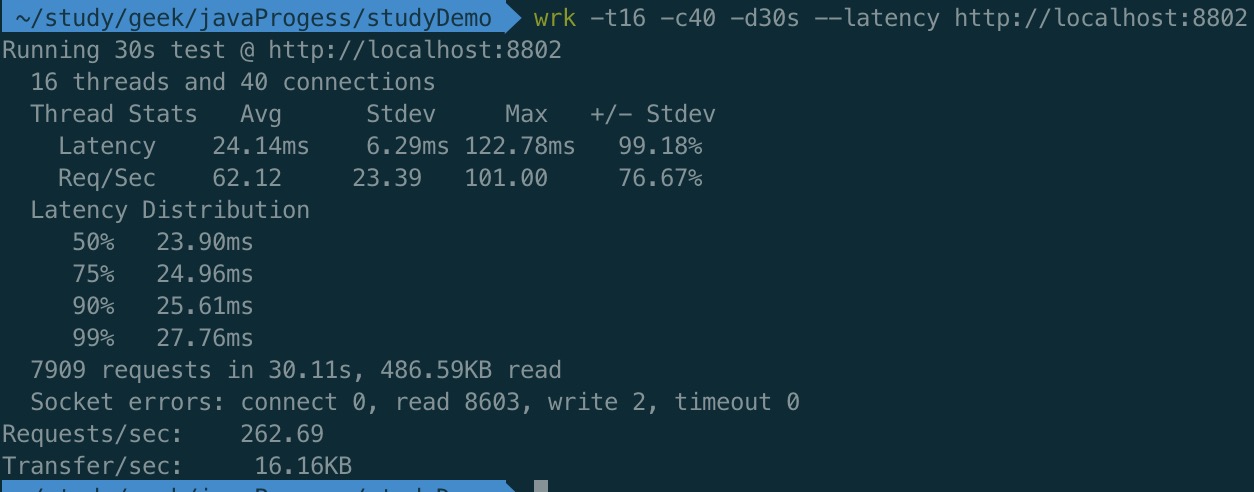 ~/study/geek/javaProgess/studyDemo wrk -t16 -c40 -d30s --latency http://localhost:8802
Running 30s test @ http://localhost:8802
  16 threads and 40 connections
  Thread Stats   Avg      Stdev     Max   +/- Stdev
    Latency    24.14ms    6.29ms 122.78ms   99.18%
    Req/Sec    62.12     23.39   101.00     76.67%
  Latency Distribution
     50%   23.90ms
     75%   24.96ms
     90%   25.61ms
     99%   27.76ms
  7909 requests in 30.11s, 486.59KB read
  Socket errors: connect 0, read 8603, write 2, timeout 0
Requests/sec:    262.69
Transfer/sec:     16.16KB